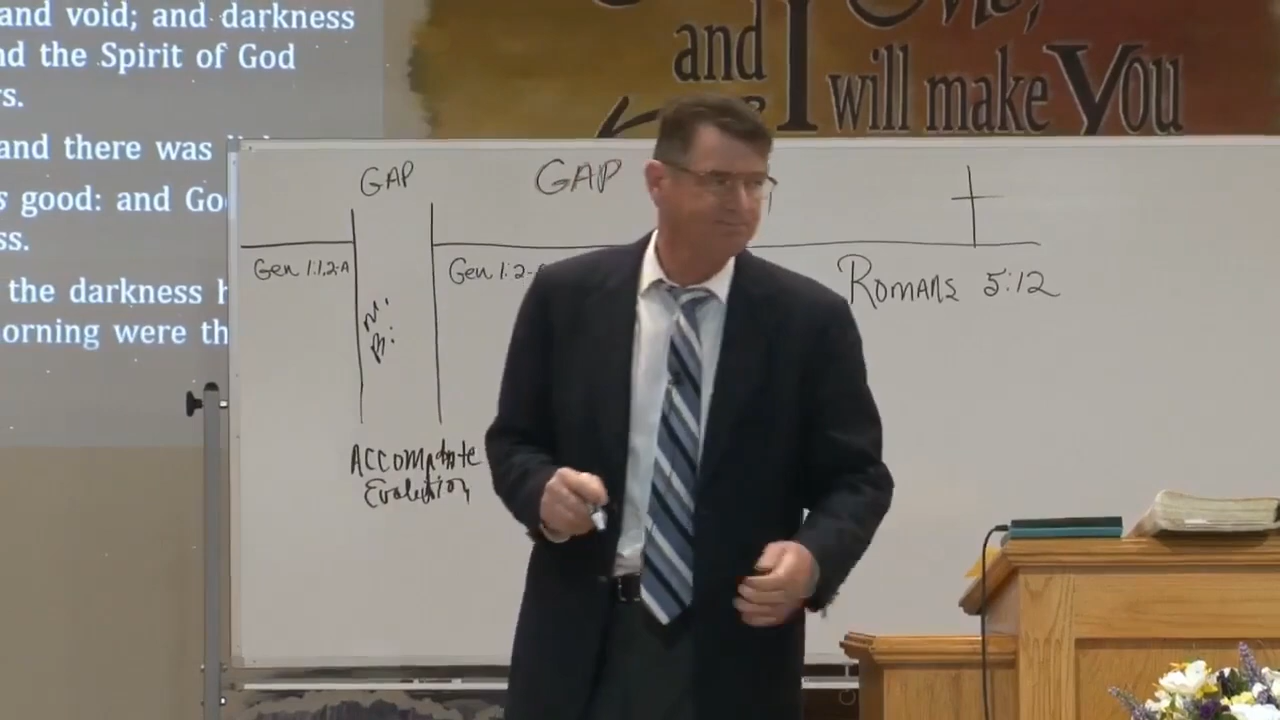 and void; and darkness
nd the Spirit of God
s.
and there was
s good: and Go
ss.
the darkness h
orning were th
and I will make You
GAP
GAP
Gen 1:1,2-A
Gen 1:2-
Romans 5:12
Accomodate
Evolution